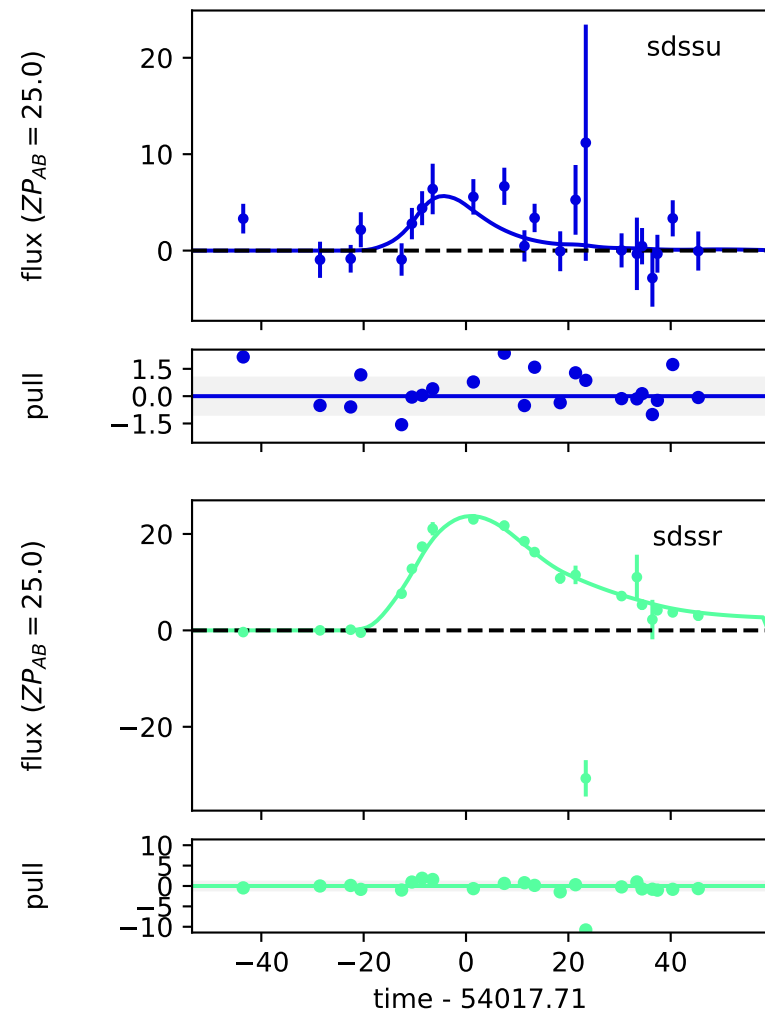 sdssu
flux (ZP_AB = 25.0)
20
10
0
pull
1.5
0.0
−1.5
sdssr
flux (ZP_AB = 25.0)
20
0
−20
pull
10
5
0
−5
−10
−40 −20 0 20 40
time - 54017.71